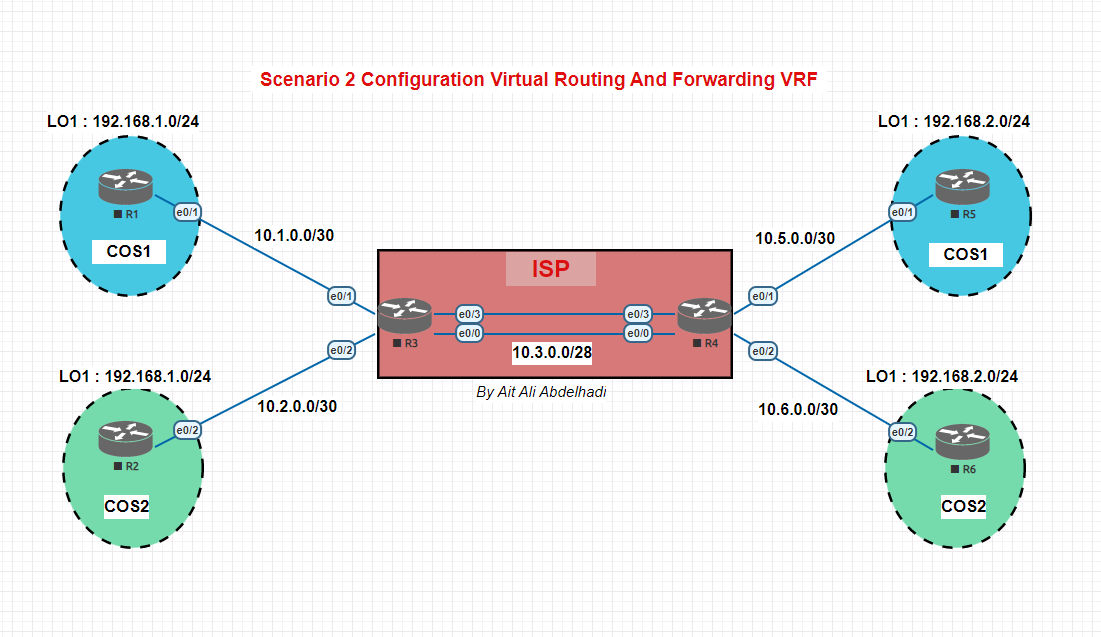 Scenario 2 Configuration Virtual Routing And Forwarding VRF
LO1 : 192.168.1.0/24
LO1 : 192.168.2.0/24
R1
e0/1
e0/1
R5
COS1
COS1
10.1.0.0/30
10.5.0.0/30
ISP
e0/1
e0/1
e0/3
e0/3
R3
e0/0
e0/0
R4
e0/2
e0/2
10.3.0.0/28
LO1 : 192.168.1.0/24
By Ait Ali Abdelhadi
LO1 : 192.168.2.0/24
10.2.0.0/30
10.6.0.0/30
e0/2
e0/2
R2
R6
COS2
COS2